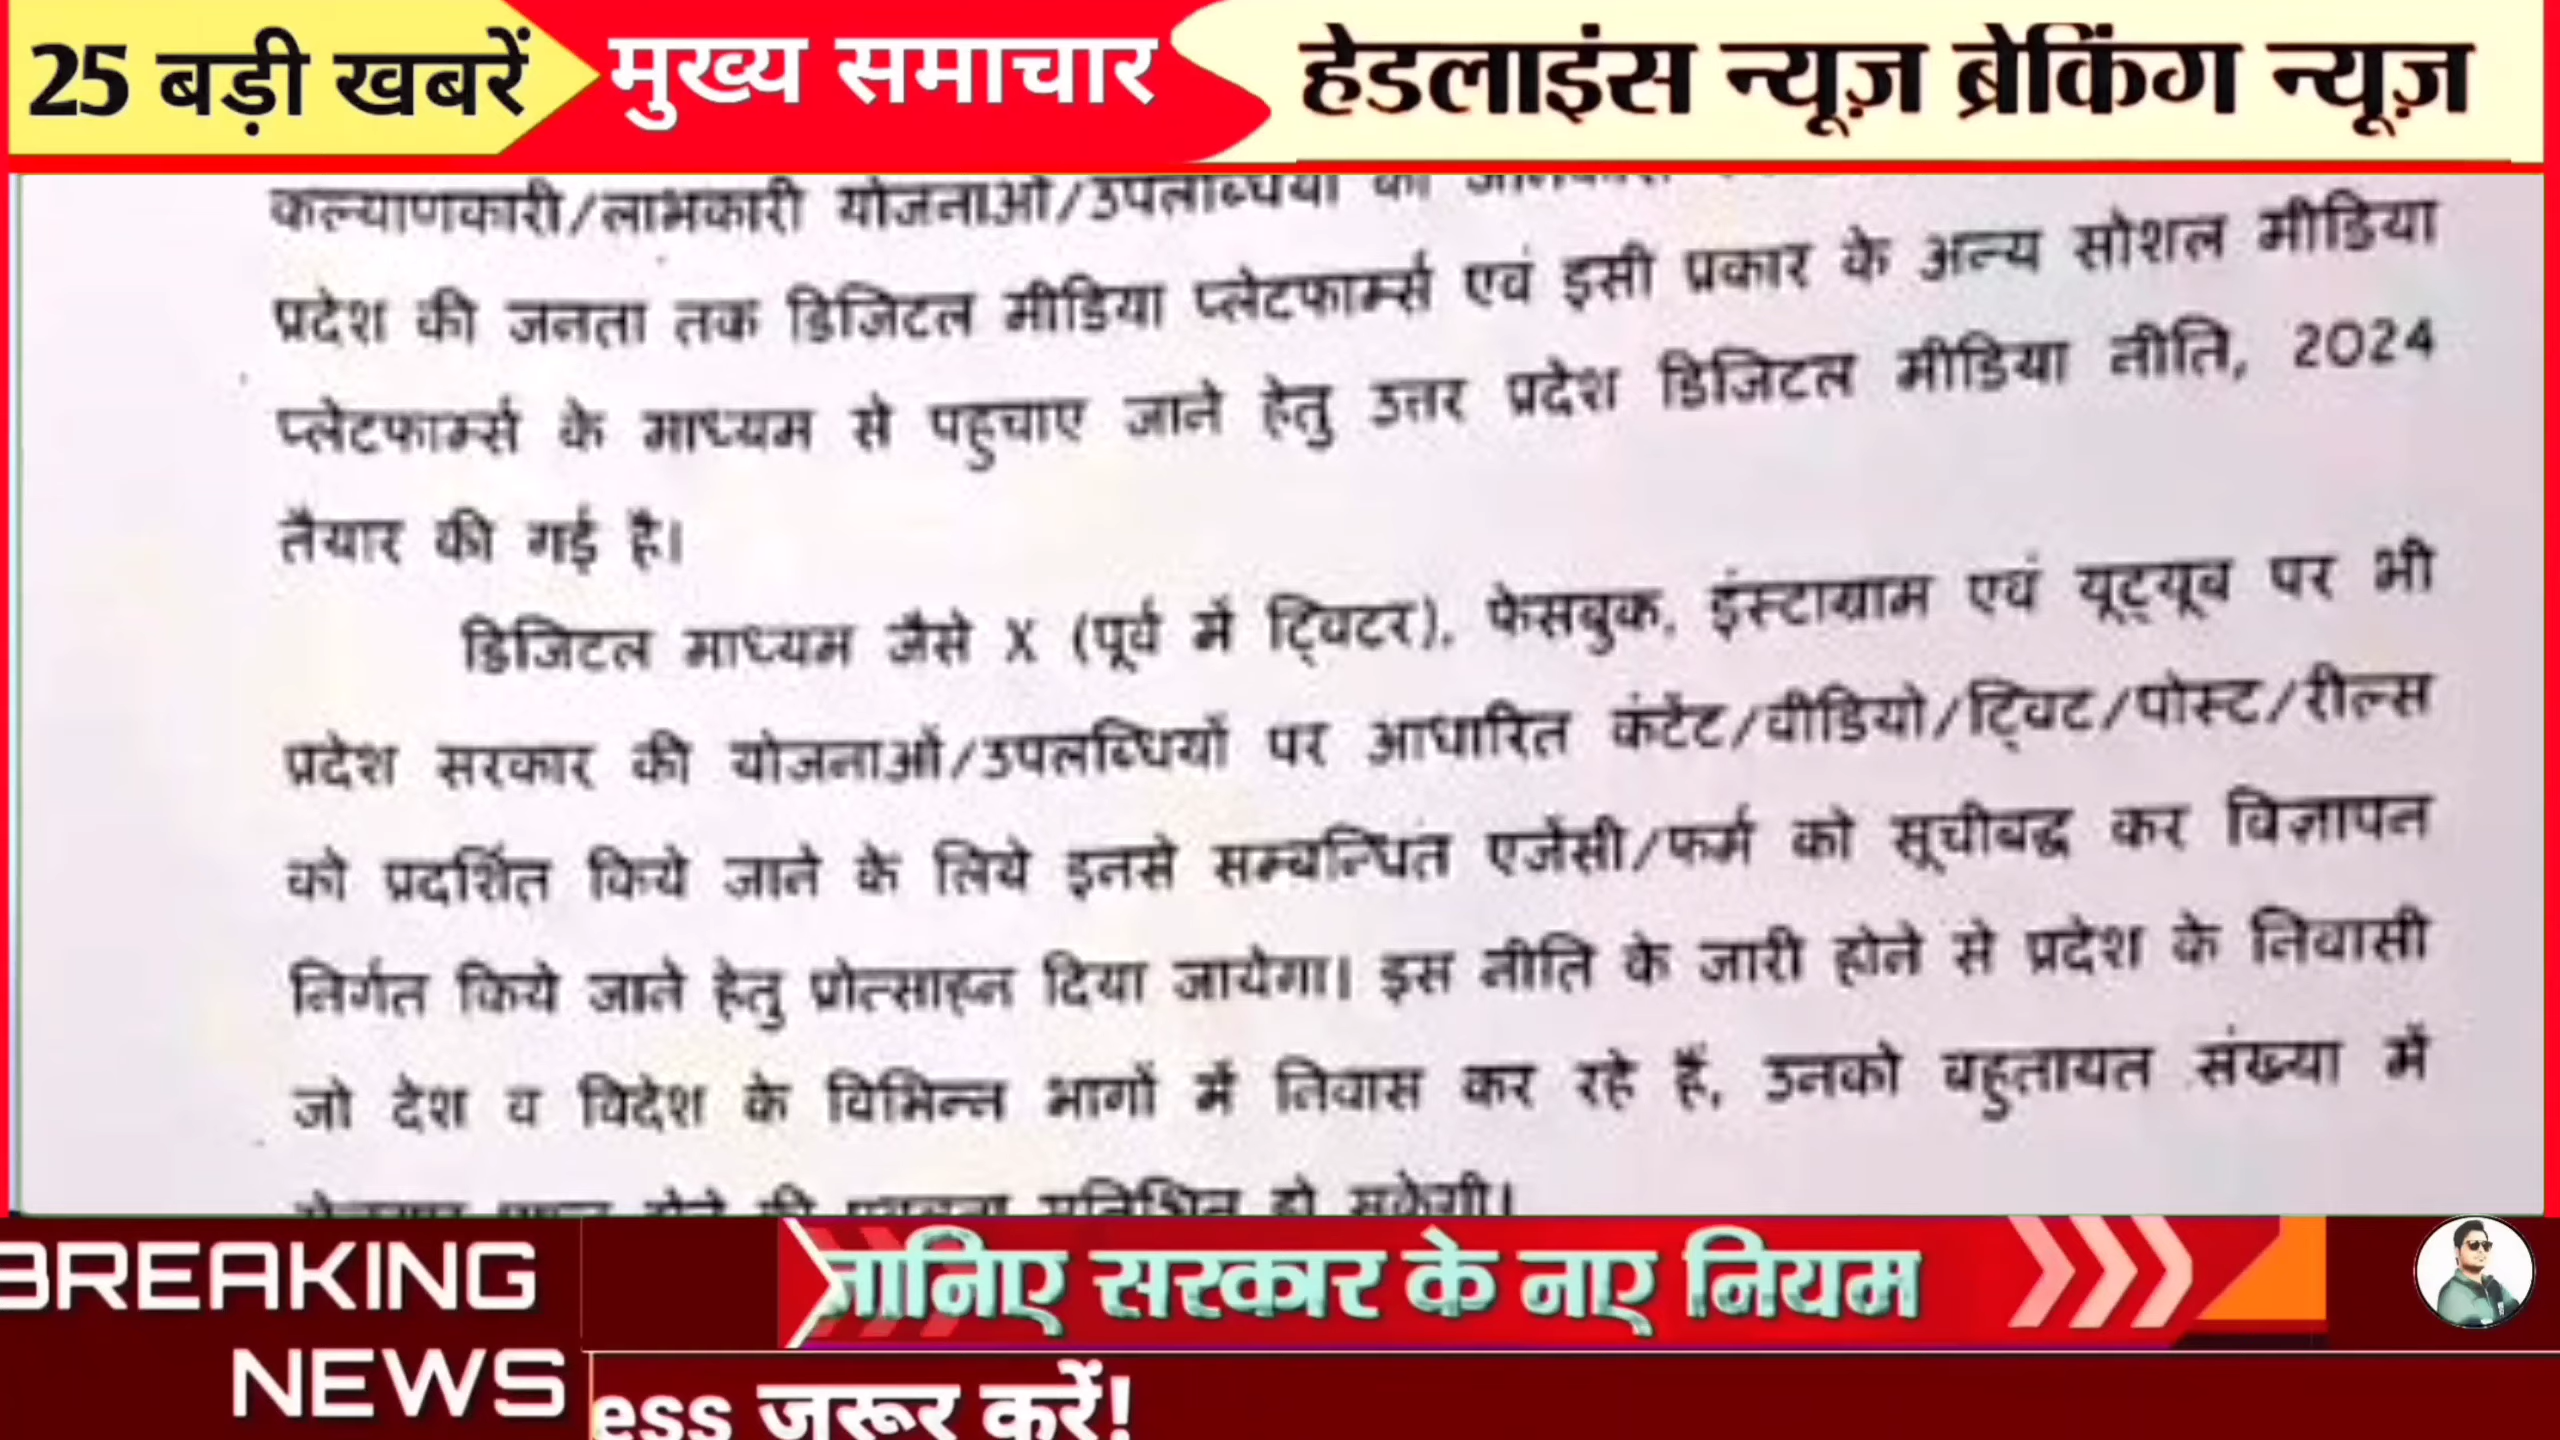 25 बड़ी खबरें
मुख्य समाचार
हेडलाइंस न्यूज़ ब्रेकिंग न्यूज़
कल्याणकारी/लाभकारी योजनाओं/उपलब्धियों की
प्रदेश की जनता तक डिजिटल मीडिया प्लेटफार्म्स एवं इसी प्रकार के अन्य सोशल मीडिया
प्लेटफार्म्स के माध्यम से पहुचाए जाने हेतु उत्तर प्रदेश डिजिटल मीडिया नीति, 2024
तैयार की गई है।
डिजिटल माध्यम जैसे X (पूर्व में ट्विटर), फेसबुक, इंस्टाग्राम एवं यूट्यूब पर भी
प्रदेश सरकार की योजनाओं/उपलब्धियों पर आधारित कंटेंट/वीडियो/ट्विट/पोस्ट/रील्स
को प्रदर्शित किये जाने के लिये इनसे सम्बन्धित एजेंसी/फर्म को सूचीबद्ध कर विज्ञापन
निर्गत किये जाने हेतु प्रोत्साहन दिया जायेगा। इस नीति के जारी होने से प्रदेश के निवासी
जो देश व विदेश के विभिन्न भागों में निवास कर रहे हैं, उनको बहुतायत संख्या में
हो सकेगी।
BREAKING
NEWS
जानिए सरकार के नए नियम
ess जरूर करें!